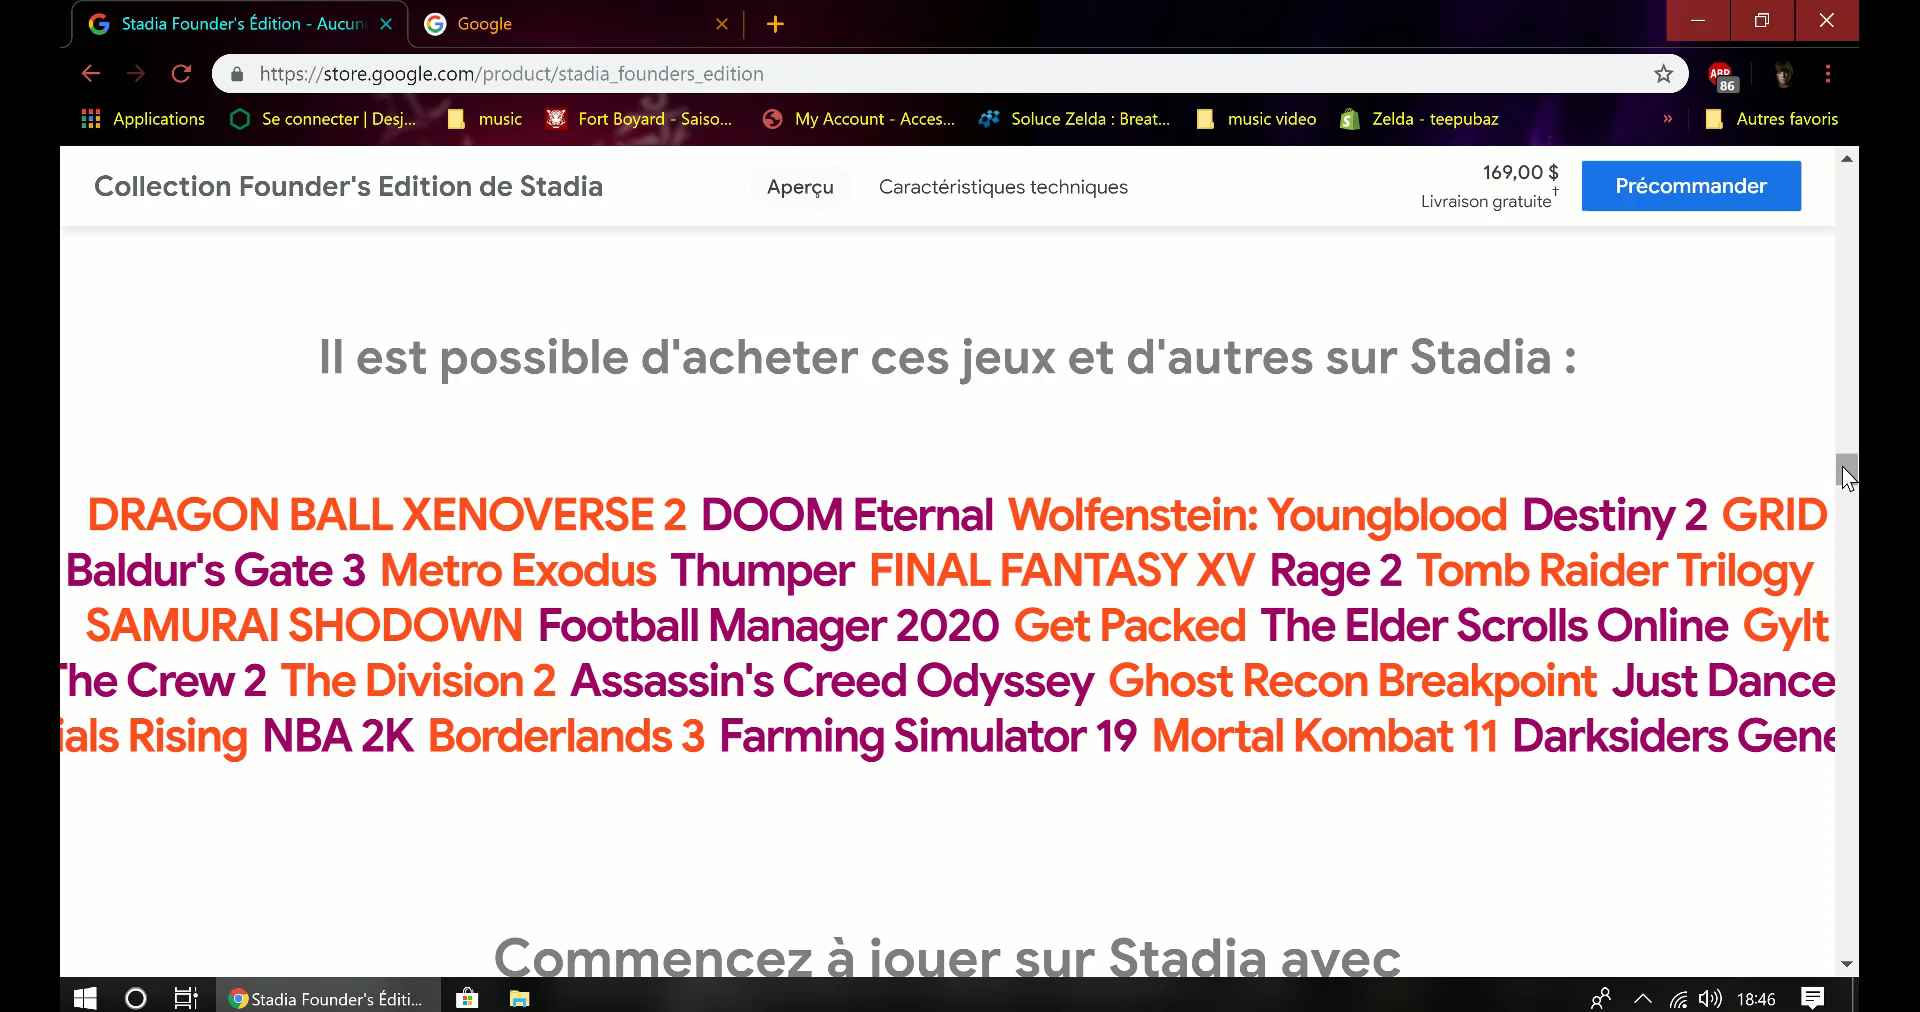 Stadia Founder's Édition - Aucun
Google
https://store.google.com/product/stadia_founders_edition
ABP
86
Applications
Se connecter | Desj...
music
Fort Boyard - Saiso...
My Account - Acces...
Soluce Zelda : Breat...
music video
Zelda - teepubaz
»
Autres favoris
Collection Founder's Edition de Stadia
Aperçu
Caractéristiques techniques
169,00 $
Livraison gratuite†
Précommander
Il est possible d'acheter ces jeux et d'autres sur Stadia :
DRAGON BALL XENOVERSE 2 DOOM Eternal Wolfenstein: Youngblood Destiny 2 GRID
Baldur's Gate 3 Metro Exodus Thumper FINAL FANTASY XV Rage 2 Tomb Raider Trilogy
SAMURAI SHODOWN Football Manager 2020 Get Packed The Elder Scrolls Online Gylt
The Crew 2 The Division 2 Assassin's Creed Odyssey Ghost Recon Breakpoint Just Dance
ials Rising NBA 2K Borderlands 3 Farming Simulator 19 Mortal Kombat 11 Darksiders Gene
Commencez à jouer sur Stadia avec
Stadia Founder's Éditi...
18:46